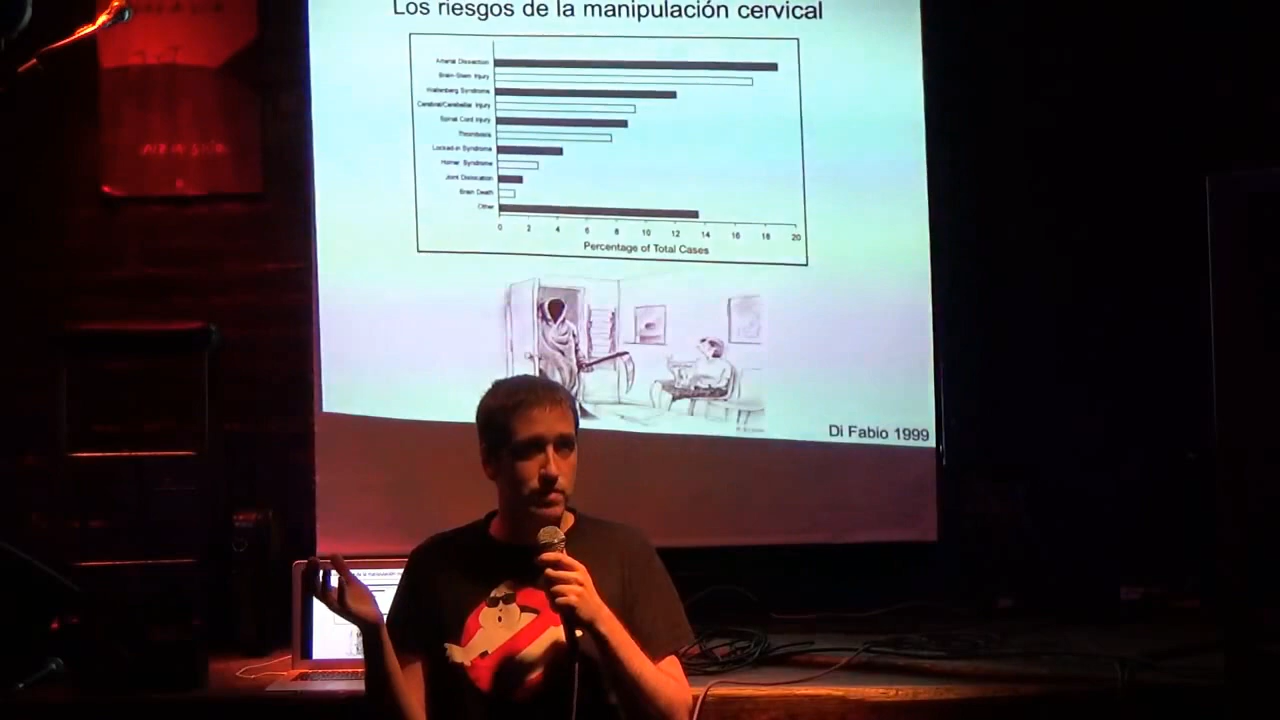 Los riesgos de la manipulación cervical
Arterial Dissection
Brain-Stem Injury
Wallenberg Syndrome
Cerebral/Cerebellar Injury
Spinal Cord Injury
Thrombosis
Locked-in Syndrome
Horner Syndrome
Joint Dislocation
Brain Death
Other
0 2 4 6 8 10 12 14 16 18 20
Percentage of Total Cases
Di Fabio 1999